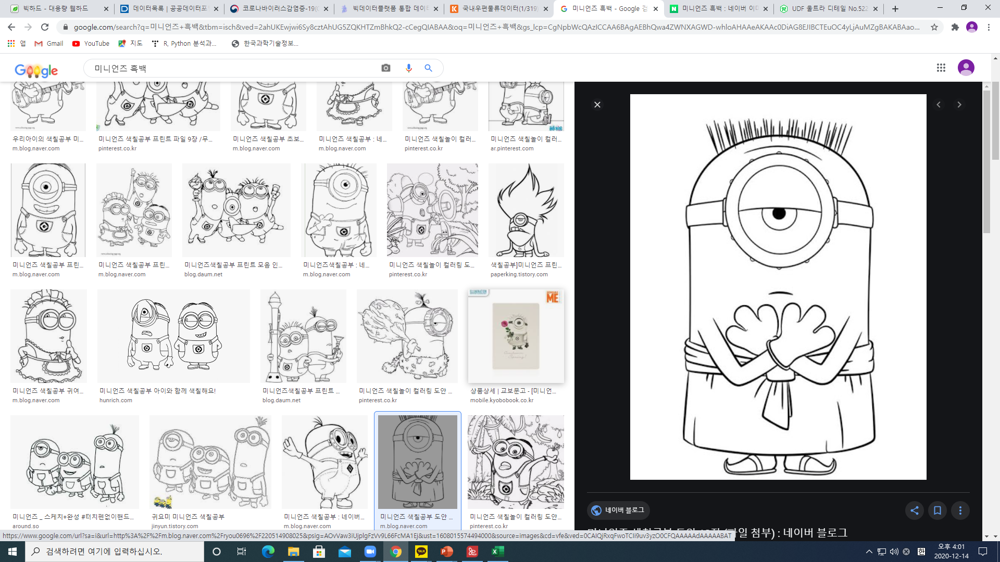 빅하드 - 대용량 웹하드
데이터목록 | 공공데이터포
코로나바이러스감염증-19(C
빅데이터플랫폼 통합 데이터
국내우편물류데이터(1/319)
미니언즈 흑백 - Google 검
미니언즈 흑백 : 네이버 이미
UDF 울트라 디테일 No.522
google.com/search?q=미니언즈+흑백&tbm=isch&ved=2ahUKEwjwi6Sy8cztAhUG5ZQKHTZmBhkQ2-cCegQIABAA&oq=미니언즈+흑백&gs_lcp=CgNpbWcQAzICCAA6BAgAEBhQwa4ZWNXAGWD-whloAHAAeAKAAc0DiAG8EJIBCTEuOC4yLjAuMZgBAKABAao...
앱
Gmail
YouTube
지도
R, Python 분석과...
한국과학기술정보...
Google
미니언즈 흑백
우리아이의 색칠공부 미...
m.blog.naver.com
미니언즈 색칠공부 프린트 파일 9장 /무...
pinterest.co.kr
미니언즈 색칠공부 초보...
m.blog.naver.com
미니언즈 색칠공부 : 네...
m.blog.naver.com
미니언즈 색칠놀이 컬러...
pinterest.co.kr
미니언즈 색칠놀이 컬러...
ar.pinterest.com
미니언즈 색칠공부 프린...
m.blog.naver.com
미니언즈 색칠공부 프린...
m.blog.naver.com
미니언즈색칠공부 프린트 모음 인...
blog.daum.net
미니언즈색칠공부 : 네...
m.blog.naver.com
미니언즈 색칠놀이 컬러링 도...
pinterest.co.kr
색칠공부]미니언즈 프린...
paperking.tistory.com
ILLUMINATION
ME
미니언즈 색칠공부 귀여...
m.blog.naver.com
미니언즈 색칠공부 아이와 함께 색칠해요!
hunrich.com
미니언즈색칠공부 프린트 ...
blog.daum.net
미니언즈 색칠놀이 컬러링 도안 ...
pinterest.co.kr
상품상세 | 교보문고 - [미니언...
mobile.kyobobook.co.kr
미니언즈 _ 스케치+완성 #터치펜없이핸드...
around.so
귀요미 미니언즈 색칠공부
jinyun.tistory.com
미니언즈 색칠공부 : 네이버...
m.blog.naver.com
미니언즈 색칠공부 도안 ...
m.blog.naver.com
미니언즈 색칠놀이 컬러링 도안...
pinterest.co.kr
네이버 블로그
미니언즈 색칠공부 도안 10장 (파일 첨부) : 네이버 블로그
https://www.google.com/url?sa=i&url=http%3A%2F%2Fm.blog.naver.com%2Fryou0696%2F220514908025&psig=AOvVaw3iUjplgFzVv9L66FcMA1Ej&ust=1608015574494000&source=images&cd=vfe&ved=0CAIQjRxqFwoTCIi9uv3yzO0CFQAAAAAdAAAAABAT
검색하려면 여기에 입력하십시오.
TALK
한
오후 4:01
2020-12-14